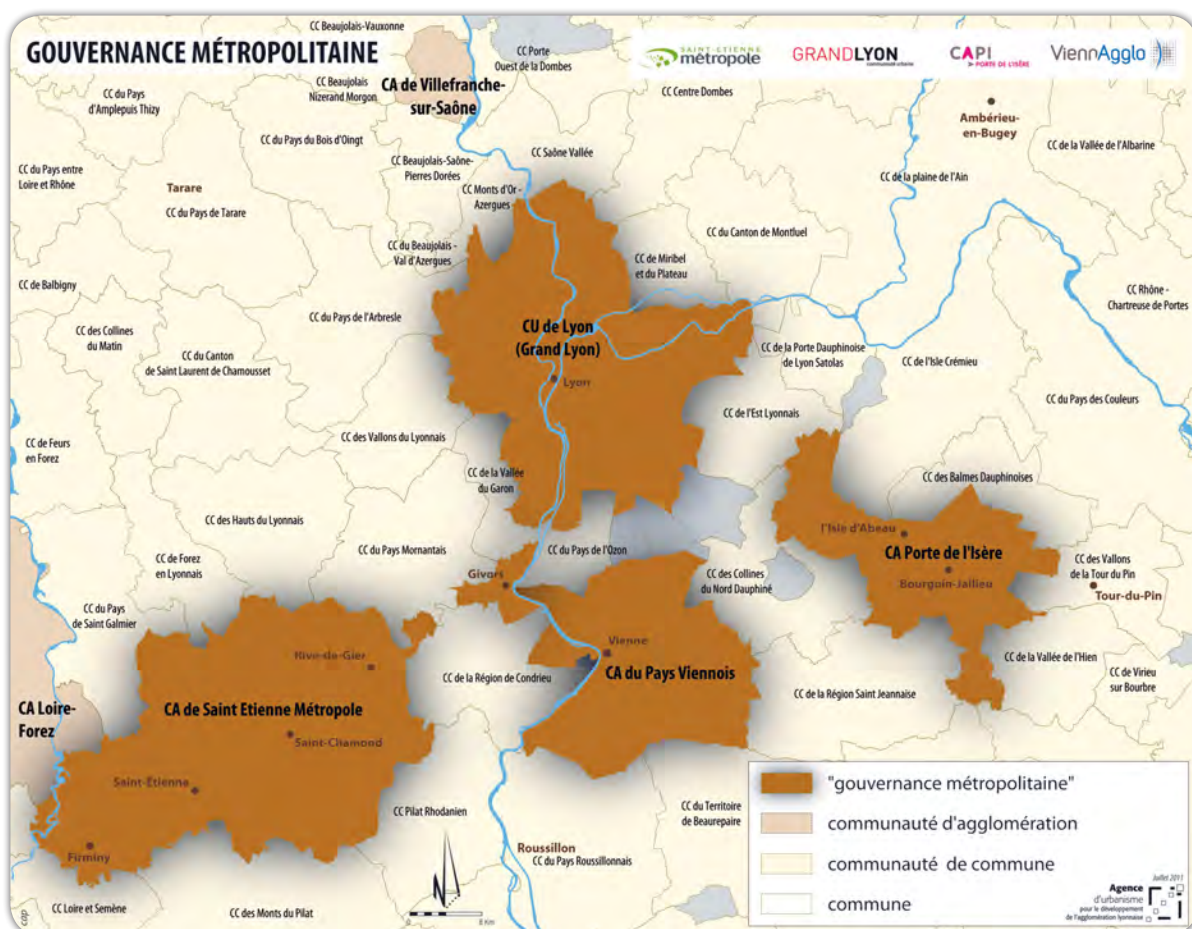 GOUVERNANCE MÉTROPOLITAINE
SAINT-ETIENNE
métropole
GRANDLYON
communauté urbaine
CAPI
PORTE DE L'ISÈRE
ViennAgglo
CC Beaujolais-Vauxonne
CC Porte
Ouest de la Dombes
CC du Pays
d'Amplepuis Thizy
CC Beaujolais
Nizerand Morgon
CA de Villefranche-
sur-Saône
CC Centre Dombes
Ambérieu-
en-Bugey
CC du Pays du Bois d'Oingt
CC de la Vallée de l'Albarine
CC Beaujolais-Saône-
Pierres Dorées
CC Saône Vallée
CC du Pays entre
Loire et Rhône
Tarare
CC du Pays de Tarare
CC Monts d'Or -
Azergues
CC de la plaine de l'Ain
CC du Canton de Montluel
CC du Beaujolais -
Val d'Azergues
CC de Miribel
et du Plateau
CC de Balbigny
CC Rhône -
Chartreuse de Portes
CC des Collines
du Matin
CC du Pays de l'Arbresle
CU de Lyon
(Grand Lyon)
Lyon
CC du Canton
de Saint Laurent de Chamousset
CC de la Porte Dauphinoise
de Lyon Satolas
CC de l'Isle Crémieu
CC du Pays des Couleurs
CC de l'Est Lyonnais
CC de Feurs
en Forez
CC des Vallons du Lyonnais
CC de la Vallée
du Garon
CC des Balmes Dauphinoises
CC des Hauts du Lyonnais
l'Isle d'Abeau
CA Porte de l'Isère
Bourgoin-Jallieu
CC de Forez
en Lyonnais
CC du Pays Mornantais
CC du Pays de l'Ozon
Givors
CC des Collines
du Nord Dauphiné
CC des Vallons
de la Tour du Pin
Tour-du-Pin
CC du Pays
de Saint Galmier
Rive-de-Gier
Vienne
CA du Pays Viennois
CC de la Région de Condrieu
CC de la Vallée de l'Hien
CC de Virieu
sur Bourbre
CC de la Région Saint Jeannaise
CA Loire-
Forez
CA de Saint Etienne Métropole
Saint-Chamond
Saint-Étienne
Firminy
CC Pilat Rhodanien
CC du Territoire
de Beaurepaire
Roussillon
CC du Pays Roussillonnais
CC Loire et Semène
CC des Monts du Pilat
N
0
8 Km
cap
"gouvernance métropolitaine"
communauté d'agglomération
communauté de commune
commune
Juillet 2011
Agence
d'urbanisme
pour le développement
de l'agglomération lyonnaise